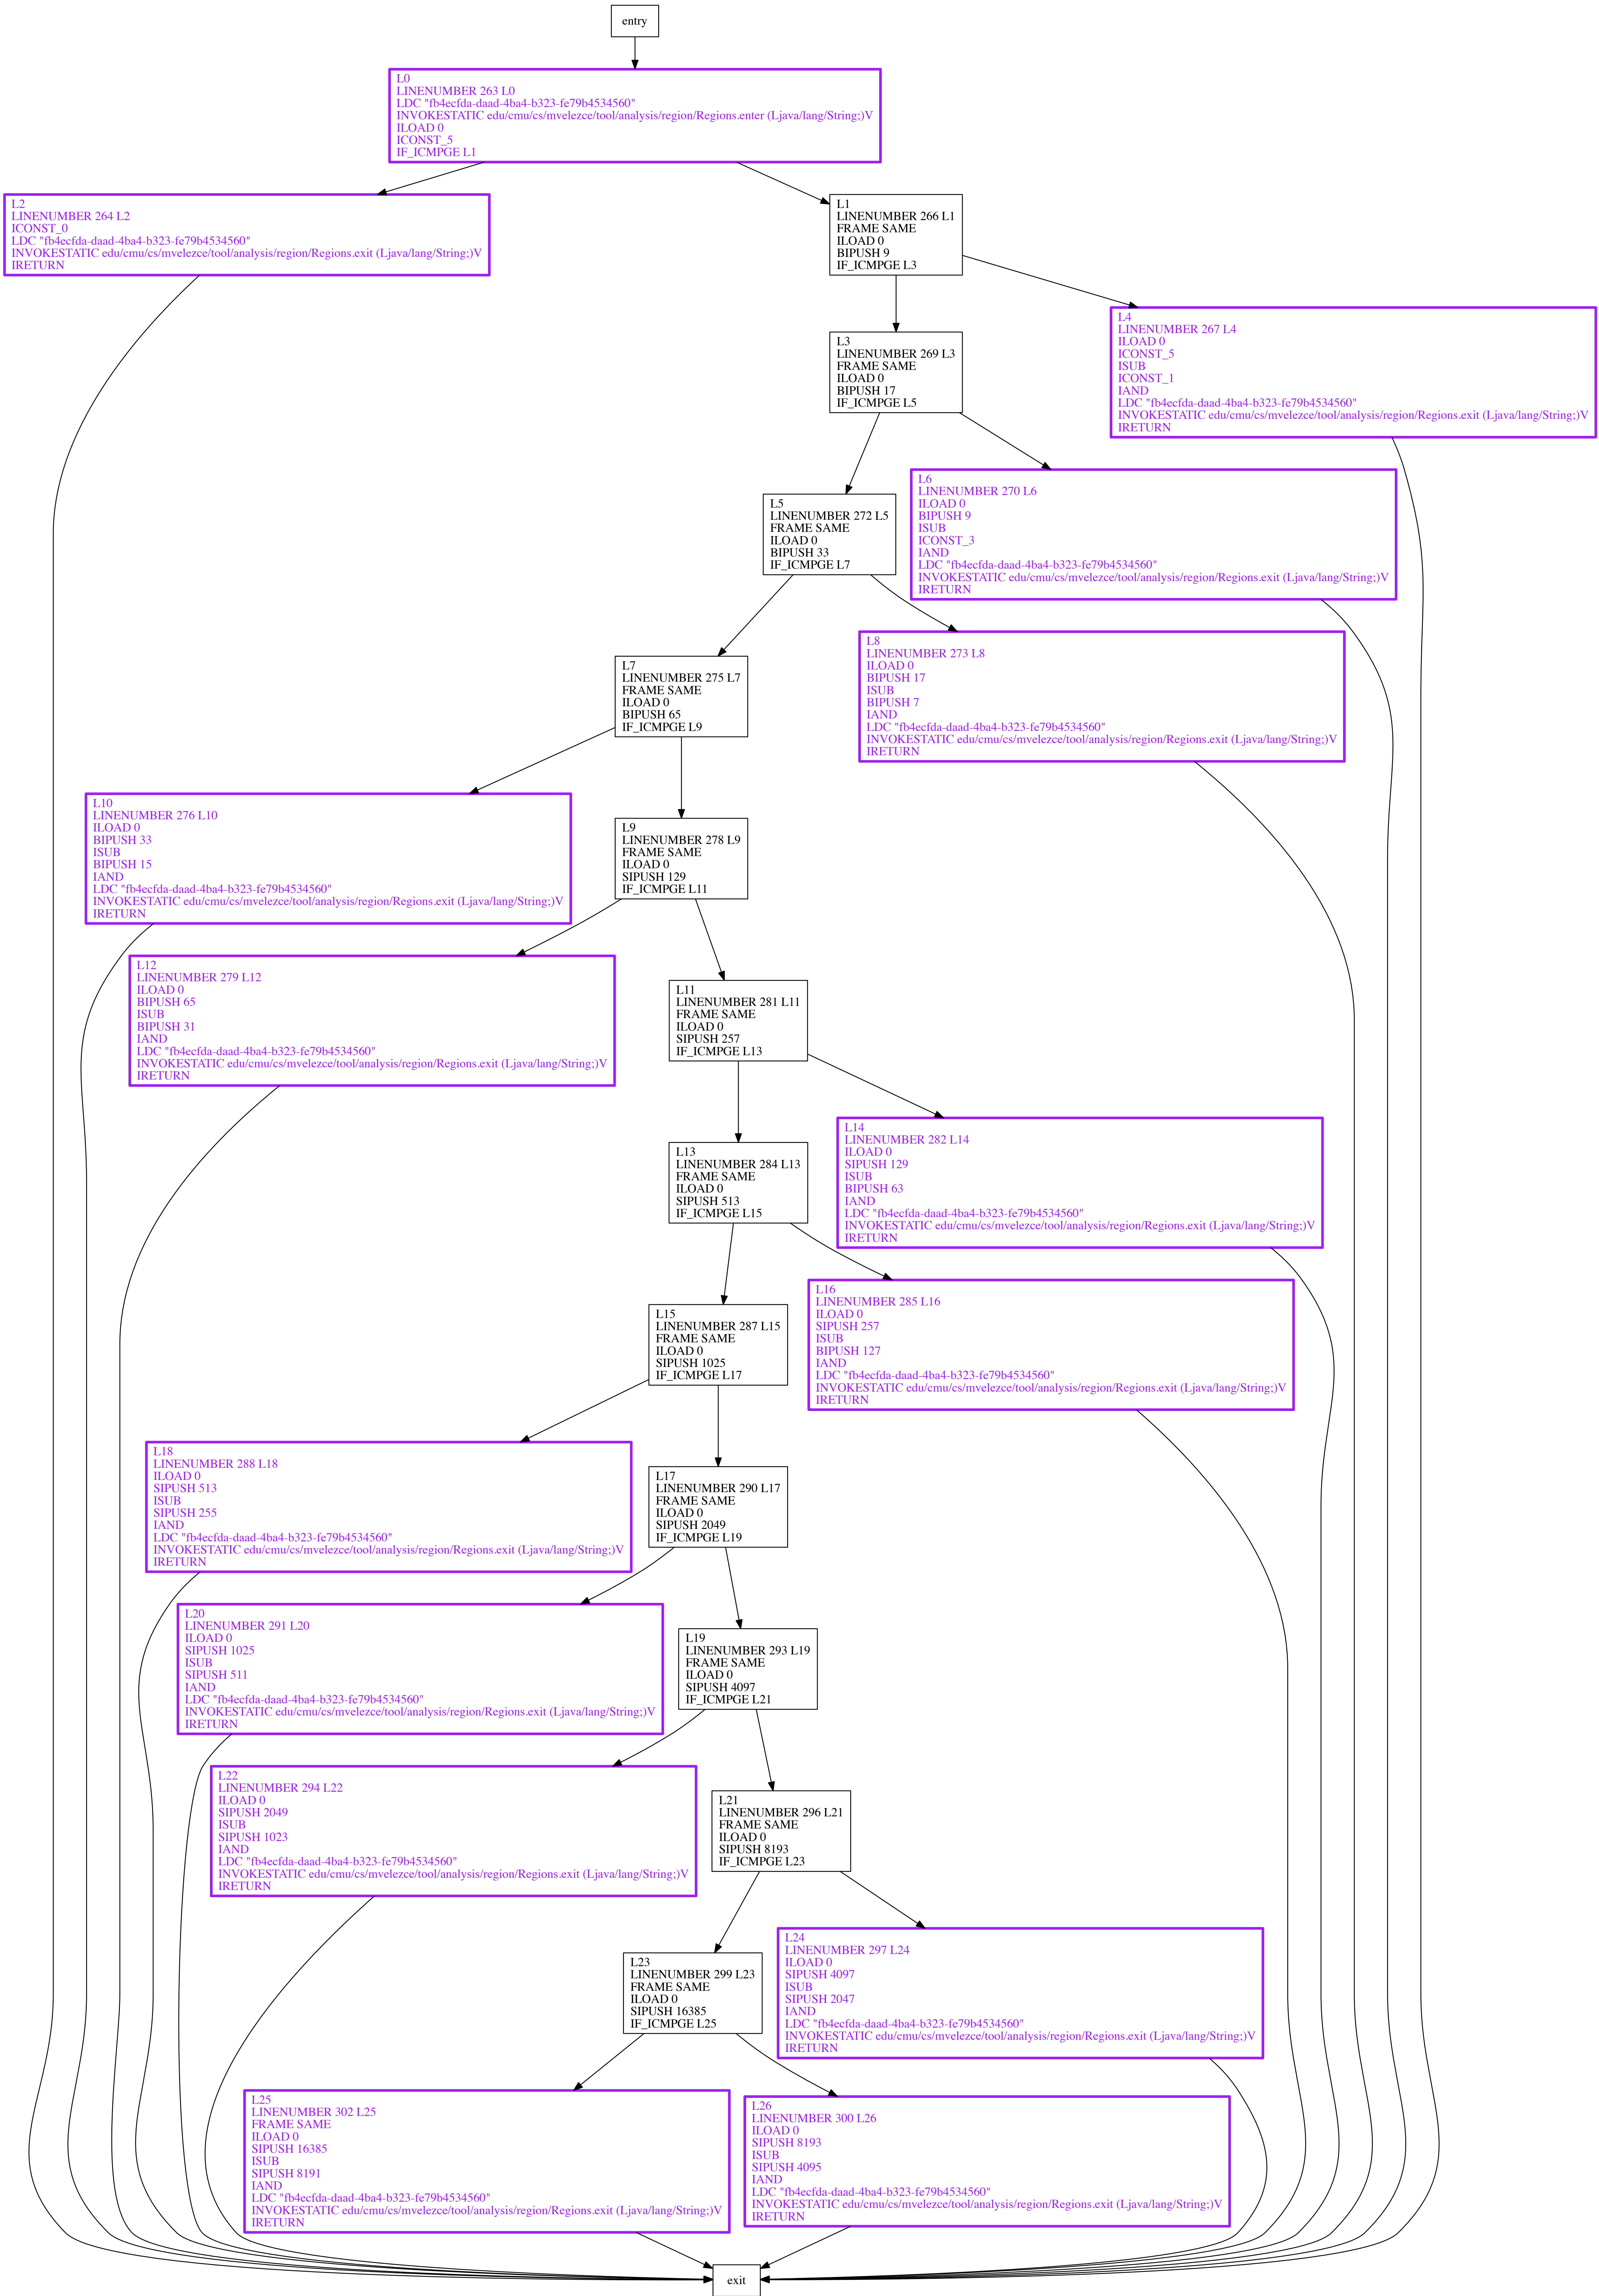 entry
L0
LINENUMBER 263 L0
LDC "fb4ecfda-daad-4ba4-b323-fe79b4534560"
INVOKESTATIC edu/cmu/cs/mvelezce/tool/analysis/region/Regions.enter (Ljava/lang/String;)V
ILOAD 0
ICONST_5
IF_ICMPGE L1
L2
LINENUMBER 264 L2
ICONST_0
LDC "fb4ecfda-daad-4ba4-b323-fe79b4534560"
INVOKESTATIC edu/cmu/cs/mvelezce/tool/analysis/region/Regions.exit (Ljava/lang/String;)V
IRETURN
L1
LINENUMBER 266 L1
FRAME SAME
ILOAD 0
BIPUSH 9
IF_ICMPGE L3
L4
LINENUMBER 267 L4
ILOAD 0
ICONST_5
ISUB
ICONST_1
IAND
LDC "fb4ecfda-daad-4ba4-b323-fe79b4534560"
INVOKESTATIC edu/cmu/cs/mvelezce/tool/analysis/region/Regions.exit (Ljava/lang/String;)V
IRETURN
L3
LINENUMBER 269 L3
FRAME SAME
ILOAD 0
BIPUSH 17
IF_ICMPGE L5
L6
LINENUMBER 270 L6
ILOAD 0
BIPUSH 9
ISUB
ICONST_3
IAND
LDC "fb4ecfda-daad-4ba4-b323-fe79b4534560"
INVOKESTATIC edu/cmu/cs/mvelezce/tool/analysis/region/Regions.exit (Ljava/lang/String;)V
IRETURN
L5
LINENUMBER 272 L5
FRAME SAME
ILOAD 0
BIPUSH 33
IF_ICMPGE L7
L8
LINENUMBER 273 L8
ILOAD 0
BIPUSH 17
ISUB
BIPUSH 7
IAND
LDC "fb4ecfda-daad-4ba4-b323-fe79b4534560"
INVOKESTATIC edu/cmu/cs/mvelezce/tool/analysis/region/Regions.exit (Ljava/lang/String;)V
IRETURN
L7
LINENUMBER 275 L7
FRAME SAME
ILOAD 0
BIPUSH 65
IF_ICMPGE L9
L10
LINENUMBER 276 L10
ILOAD 0
BIPUSH 33
ISUB
BIPUSH 15
IAND
LDC "fb4ecfda-daad-4ba4-b323-fe79b4534560"
INVOKESTATIC edu/cmu/cs/mvelezce/tool/analysis/region/Regions.exit (Ljava/lang/String;)V
IRETURN
L9
LINENUMBER 278 L9
FRAME SAME
ILOAD 0
SIPUSH 129
IF_ICMPGE L11
L12
LINENUMBER 279 L12
ILOAD 0
BIPUSH 65
ISUB
BIPUSH 31
IAND
LDC "fb4ecfda-daad-4ba4-b323-fe79b4534560"
INVOKESTATIC edu/cmu/cs/mvelezce/tool/analysis/region/Regions.exit (Ljava/lang/String;)V
IRETURN
L11
LINENUMBER 281 L11
FRAME SAME
ILOAD 0
SIPUSH 257
IF_ICMPGE L13
L14
LINENUMBER 282 L14
ILOAD 0
SIPUSH 129
ISUB
BIPUSH 63
IAND
LDC "fb4ecfda-daad-4ba4-b323-fe79b4534560"
INVOKESTATIC edu/cmu/cs/mvelezce/tool/analysis/region/Regions.exit (Ljava/lang/String;)V
IRETURN
L13
LINENUMBER 284 L13
FRAME SAME
ILOAD 0
SIPUSH 513
IF_ICMPGE L15
L16
LINENUMBER 285 L16
ILOAD 0
SIPUSH 257
ISUB
BIPUSH 127
IAND
LDC "fb4ecfda-daad-4ba4-b323-fe79b4534560"
INVOKESTATIC edu/cmu/cs/mvelezce/tool/analysis/region/Regions.exit (Ljava/lang/String;)V
IRETURN
L15
LINENUMBER 287 L15
FRAME SAME
ILOAD 0
SIPUSH 1025
IF_ICMPGE L17
L18
LINENUMBER 288 L18
ILOAD 0
SIPUSH 513
ISUB
SIPUSH 255
IAND
LDC "fb4ecfda-daad-4ba4-b323-fe79b4534560"
INVOKESTATIC edu/cmu/cs/mvelezce/tool/analysis/region/Regions.exit (Ljava/lang/String;)V
IRETURN
L17
LINENUMBER 290 L17
FRAME SAME
ILOAD 0
SIPUSH 2049
IF_ICMPGE L19
L20
LINENUMBER 291 L20
ILOAD 0
SIPUSH 1025
ISUB
SIPUSH 511
IAND
LDC "fb4ecfda-daad-4ba4-b323-fe79b4534560"
INVOKESTATIC edu/cmu/cs/mvelezce/tool/analysis/region/Regions.exit (Ljava/lang/String;)V
IRETURN
L19
LINENUMBER 293 L19
FRAME SAME
ILOAD 0
SIPUSH 4097
IF_ICMPGE L21
L22
LINENUMBER 294 L22
ILOAD 0
SIPUSH 2049
ISUB
SIPUSH 1023
IAND
LDC "fb4ecfda-daad-4ba4-b323-fe79b4534560"
INVOKESTATIC edu/cmu/cs/mvelezce/tool/analysis/region/Regions.exit (Ljava/lang/String;)V
IRETURN
L21
LINENUMBER 296 L21
FRAME SAME
ILOAD 0
SIPUSH 8193
IF_ICMPGE L23
L24
LINENUMBER 297 L24
ILOAD 0
SIPUSH 4097
ISUB
SIPUSH 2047
IAND
LDC "fb4ecfda-daad-4ba4-b323-fe79b4534560"
INVOKESTATIC edu/cmu/cs/mvelezce/tool/analysis/region/Regions.exit (Ljava/lang/String;)V
IRETURN
L23
LINENUMBER 299 L23
FRAME SAME
ILOAD 0
SIPUSH 16385
IF_ICMPGE L25
L25
LINENUMBER 302 L25
FRAME SAME
ILOAD 0
SIPUSH 16385
ISUB
SIPUSH 8191
IAND
LDC "fb4ecfda-daad-4ba4-b323-fe79b4534560"
INVOKESTATIC edu/cmu/cs/mvelezce/tool/analysis/region/Regions.exit (Ljava/lang/String;)V
IRETURN
L26
LINENUMBER 300 L26
ILOAD 0
SIPUSH 8193
ISUB
SIPUSH 4095
IAND
LDC "fb4ecfda-daad-4ba4-b323-fe79b4534560"
INVOKESTATIC edu/cmu/cs/mvelezce/tool/analysis/region/Regions.exit (Ljava/lang/String;)V
IRETURN
exit